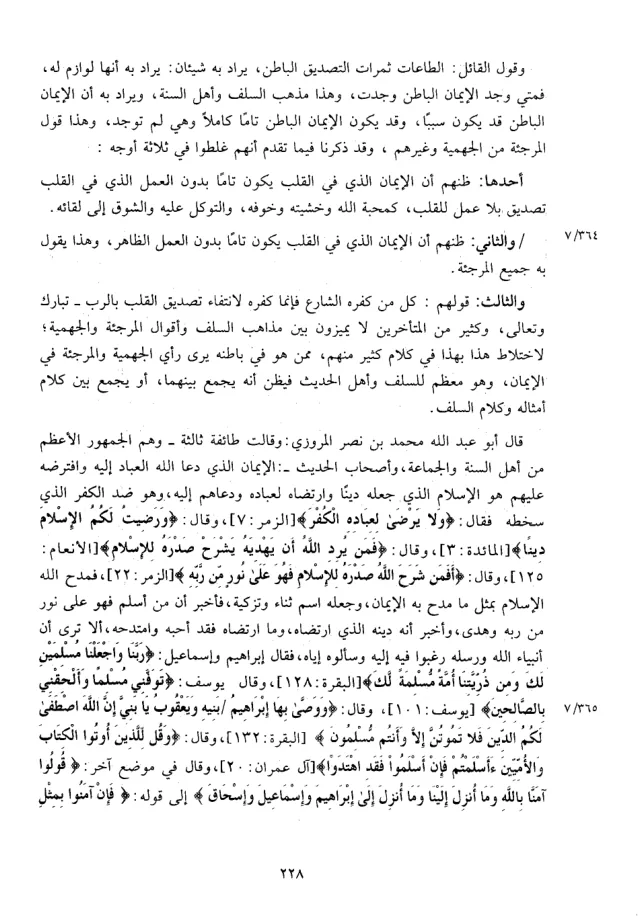 وقول القائل: الطاعات ثمرات التصديق الباطن، يراد به شيئان: يراد به أنها لوازم له،
فمتي وجد الإيمان الباطن وجدت، وهذا مذهب السلف وأهل السنة، ويراد به أن الإيمان
الباطن قد يكون سببًا، وقد يكون الإيمان الباطن تامًا كاملاً وهي لم توجد، وهذا قول
المرجئة من الجهمية وغيرهم ، وقد ذكرنا فيما تقدم أنهم غلطوا في ثلاثة أوجه :
أحدها: ظنهم أن الإيمان الذي في القلب يكون تامًا بدون العمل الذي في القلب
تصديق بلا عمل للقلب، كمحبة الله وخشيته وخوفه، والتوكل عليه والشوق إلى لقائه.
٧/٣٦٤ / والثاني: ظنهم أن الإيمان الذي في القلب يكون تامًا بدون العمل الظاهر، وهذا يقول
به جميع المرجئة.
والثالث: قولهم : كل من كفره الشارع فإنما كفره لانتفاء تصديق القلب بالرب ـ تبارك
وتعالى، وكثير من المتأخرين لا يميزون بين مذاهب السلف وأقوال المرجئة والجهمية؛
لاختلاط هذا بهذا في كلام كثير منهم، ممن هو في باطنه يرى رأي الجهمية والمرجئة في
الإيمان، وهو معظم للسلف وأهل الحديث فيظن أنه يجمع بينهما، أو يجمع بين كلام
أمثاله وكلام السلف.
قال أبو عبد الله محمد بن نصر المروزي: وقالت طائفة ثالثة ـ وهم الجمهور الأعظم
من أهل السنة والجماعة، وأصحاب الحديث ـ: الإيمان الذي دعا الله العباد إليه وافترضه
عليهم هو الإسلام الذي جعله دينًا وارتضاه لعباده ودعاهم إليه، وهو ضد الكفر الذي
سخطه فقال: ﴿وَلا يَرْضَىٰ لِعِبَادِهِ الْكُفْرَ﴾[الزمر:٧]، وقال: ﴿وَرَضِيتُ لَكُمُ الإِسْلامَ
دِينًا﴾[المائدة:٣]، وقال: ﴿فَمَن يُرِدِ اللَّهُ أَن يَهْدِيَهُ يَشْرَحْ صَدْرَهُ لِلإِسْلامِ﴾[الأنعام:
١٢٥]، وقال: ﴿أَفَمَن شَرَحَ اللَّهُ صَدْرَهُ لِلإِسْلامِ فَهُوَ عَلَىٰ نُورٍ مِّن رَّبِّهِ ﴾[الزمر:٢٢]، فمدح الله
الإسلام بمثل ما مدح به الإيمان، وجعله اسم ثناء وتزكية، فأخبر أن من أسلم فهو على نور
من ربه وهدى، وأخبر أنه دينه الذي ارتضاه، وما ارتضاه فقد أحبه وامتدحه، ألا ترى أن
أنبياء الله ورسله رغبوا فيه إليه وسألوه إياه، فقال إبراهيم وإسماعيل: ﴿رَبَّنَا وَاجْعَلْنَا مُسْلِمَيْنِ
لَكَ وَمِن ذُرِّيَّتِنَا أُمَّةً مُّسْلِمَةً لَّكَ﴾[البقرة:١٢٨]، وقال يوسف: ﴿تَوَفَّنِي مُسْلِمًا وَأَلْحِقْنِي
٧/٣٦٥ بِالصَّالِحِينَ﴾ [يوسف:١٠١]، وقال: ﴿وَوَصَّىٰ بِهَا إِبْرَاهِيمُ / بَنِيهِ وَيَعْقُوبُ يَا بَنِيَّ إِنَّ اللَّهَ اصْطَفَىٰ
لَكُمُ الدِّينَ فَلا تَمُوتُنَّ إِلاَّ وَأَنتُم مُّسْلِمُونَ ﴾ [البقرة:١٣٢]، وقال: ﴿وَقُل لِّلَّذِينَ أُوتُوا الْكِتَابَ
وَالأُمِّيِّينَ ءَأَسْلَمْتُمْ فَإِنْ أَسْلَمُوا فَقَدِ اهْتَدَوا﴾[آل عمران:٢٠]، وقال في موضع آخر: ﴿ قُولُوا
آمَنَّا بِاللَّهِ وَمَا أُنزِلَ إِلَيْنَا وَمَا أُنزِلَ إِلَىٰ إِبْرَاهِيمَ وَإِسْمَاعِيلَ وَإِسْحَاقَ ﴾ إلى قوله: ﴿ فَإِنْ آمَنُوا بِمِثْلِ
٢٢٨